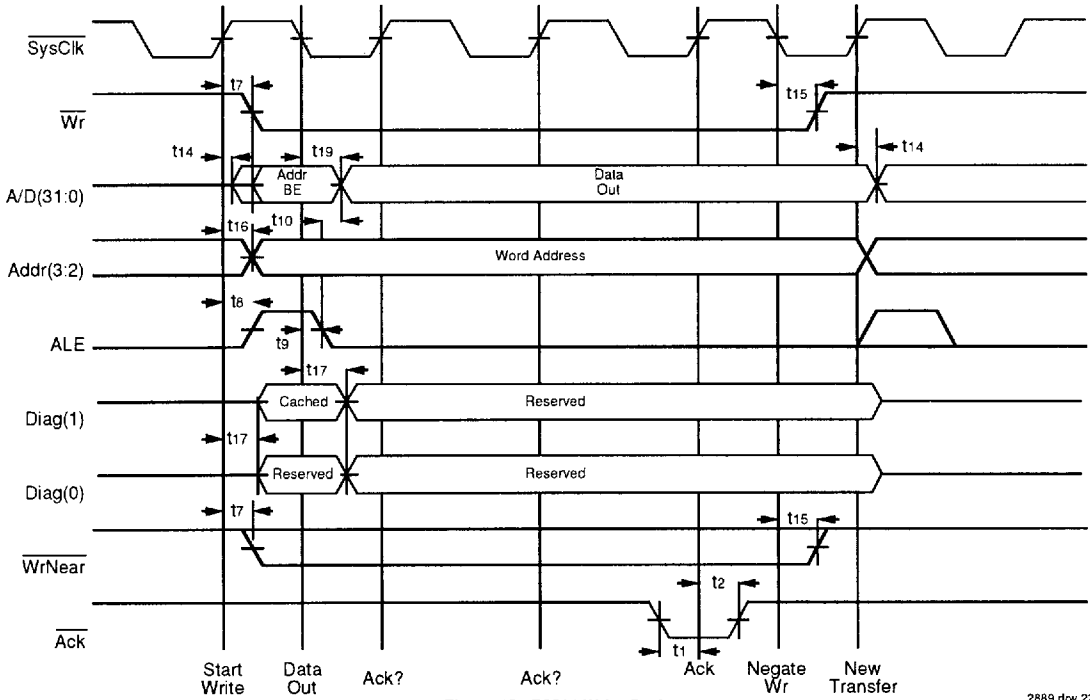 SysClk
Wr
t7
t15
A/D(31:0)
t14
t19
t14
Addr
BE
Data
Out
Addr(3:2)
t16
t10
Word Address
ALE
t8
t9
Diag(1)
t17
Cached
Reserved
Diag(0)
t17
Reserved
Reserved
WrNear
t7
t15
Ack
t1
t2
Start
Write
Data
Out
Ack?
Ack?
Ack
Negate
Wr
New
Transfer